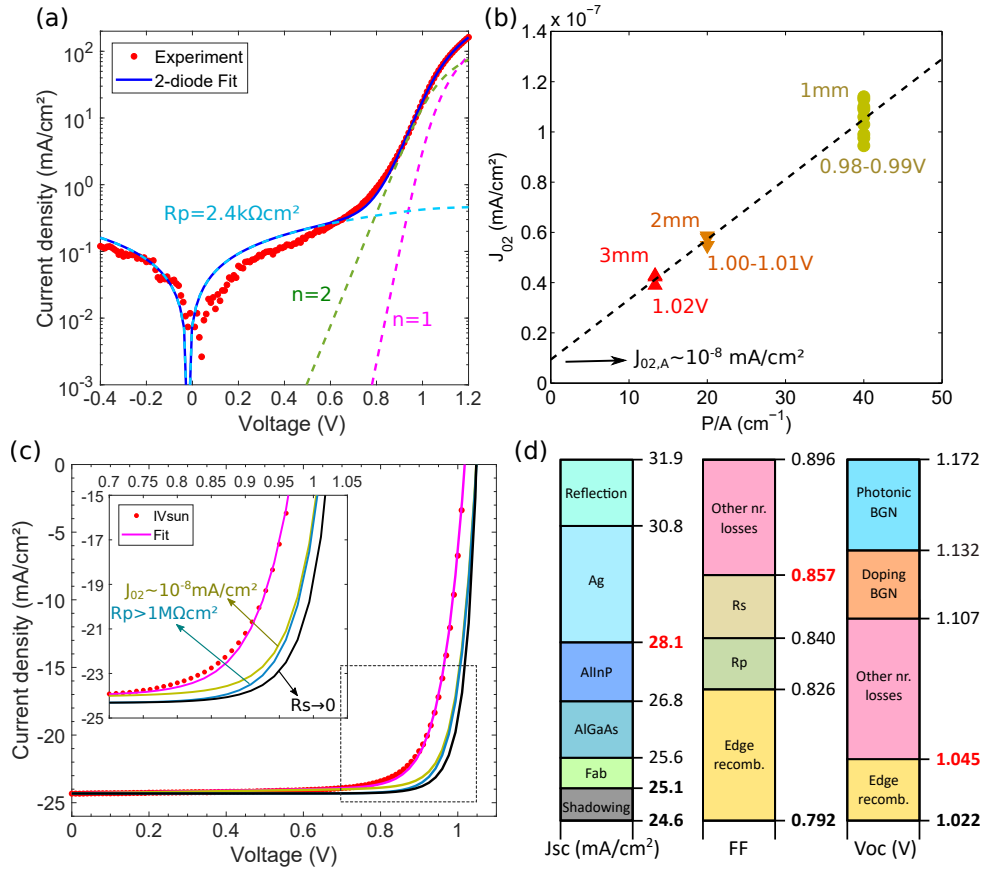 (a)
Experiment
2-diode Fit
Rp=2.4kΩcm²
n=2
n=1
10²
10¹
10⁰
10⁻¹
10⁻²
10⁻³
-0.4 -0.2 0 0.2 0.4 0.6 0.8 1 1.2
Current density (mA/cm²)
Voltage (V)
(b)
x 10⁻⁷
1.4
1.2
1
0.8
0.6
0.4
0.2
0
0 10 20 30 40 50
J₀₂ (mA/cm²)
P/A (cm⁻¹)
1mm
0.98-0.99V
2mm
1.00-1.01V
3mm
1.02V
J₀₂,A~10⁻⁸ mA/cm²
(c)
0
-5
-10
-15
-20
-25
0 0.2 0.4 0.6 0.8 1
Current density (mA/cm²)
Voltage (V)
0.7 0.75 0.8 0.85 0.9 0.95 1 1.05
-15
-17
-19
-21
-23
-25
IVsun
Fit
J₀₂~10⁻⁸mA/cm²
Rp>1MΩcm²
Rs→0
(d)
Reflection
Ag
AlInP
AlGaAs
Fab
Shadowing
31.9
30.8
28.1
26.8
25.6
25.1
24.6
Jsc (mA/cm²)
Other nr.
losses
Rs
Rp
Edge
recomb.
0.896
0.857
0.840
0.826
0.792
FF
Photonic
BGN
Doping
BGN
Other nr.
losses
Edge
recomb.
1.172
1.132
1.107
1.045
1.022
Voc (V)